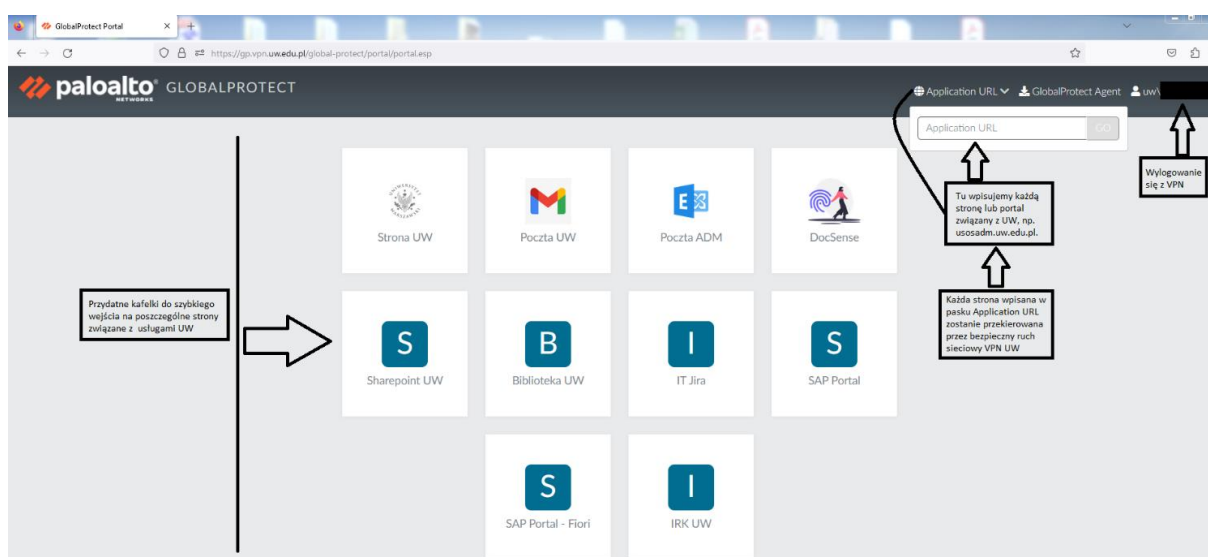 GlobalProtect Portal
https://gp.vpn.uw.edu.pl/global-protect/portal/portal.esp
paloalto GLOBALPROTECT
NETWORKS
Application URL GlobalProtect Agent uw\
Application URL GO
Wylogowanie
się z VPN
Tu wpisujemy każdą
stronę lub portal
związany z UW, np.
usosadm.uw.edu.pl.
Każda strona wpisana w
pasku Application URL
zostanie przekierowana
przez bezpieczny ruch
sieciowy VPN UW
Przydatne kafelki do szybkiego
wejścia na poszczególne strony
związane z usługami UW
UNIWERSYTET
WARSZAWSKI
Strona UW
Poczta UW
E
Poczta ADM
DocSense
S
Sharepoint UW
B
Biblioteka UW
I
IT Jira
S
SAP Portal
S
SAP Portal - Fiori
I
IRK UW